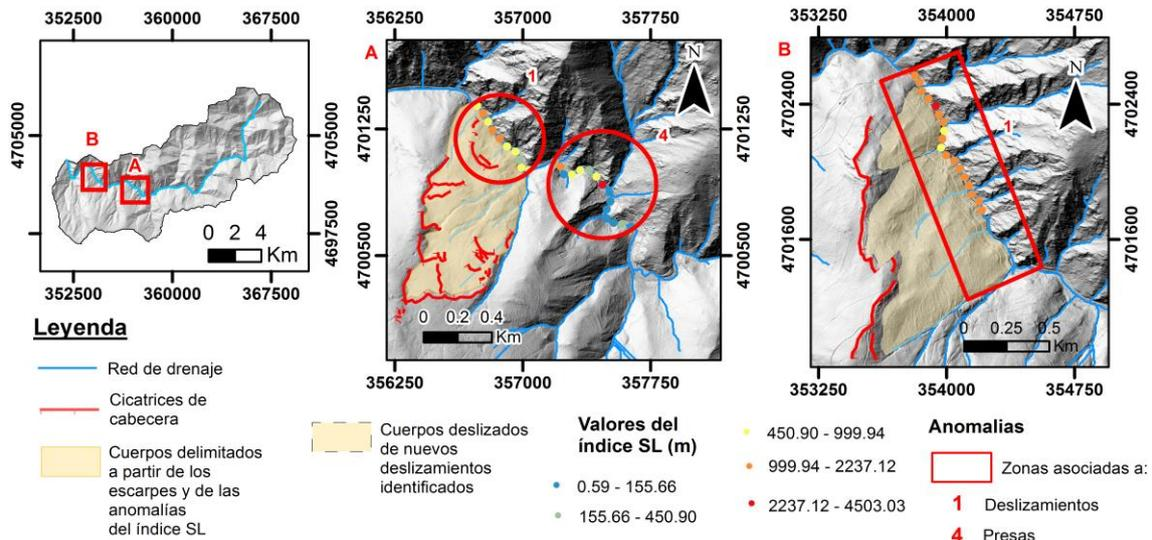 352500 360000 367500
4705000
4705000
4697500
B
A
0 2 4
Km
352500 360000 367500
356250 357000 357750
A
1
4
N
4701250
4701250
4700500
4700500
0 0.2 0.4
Km
356250 357000 357750
353250 354000 354750
B
1
N
4702400
4702400
4701600
4701600
0 0.25 0.5
Km
353250 354000 354750
Leyenda
Red de drenaje
Cicatrices de
cabecera
Cuerpos delimitados
a partir de los
escarpes y de las
anomalías
del índice SL
Cuerpos deslizados
de nuevos
deslizamientos
identificados
Valores del
índice SL (m)
0.59 - 155.66
155.66 - 450.90
450.90 - 999.94
999.94 - 2237.12
2237.12 - 4503.03
Anomalias
Zonas asociadas a:
1 Deslizamientos
4 Presas